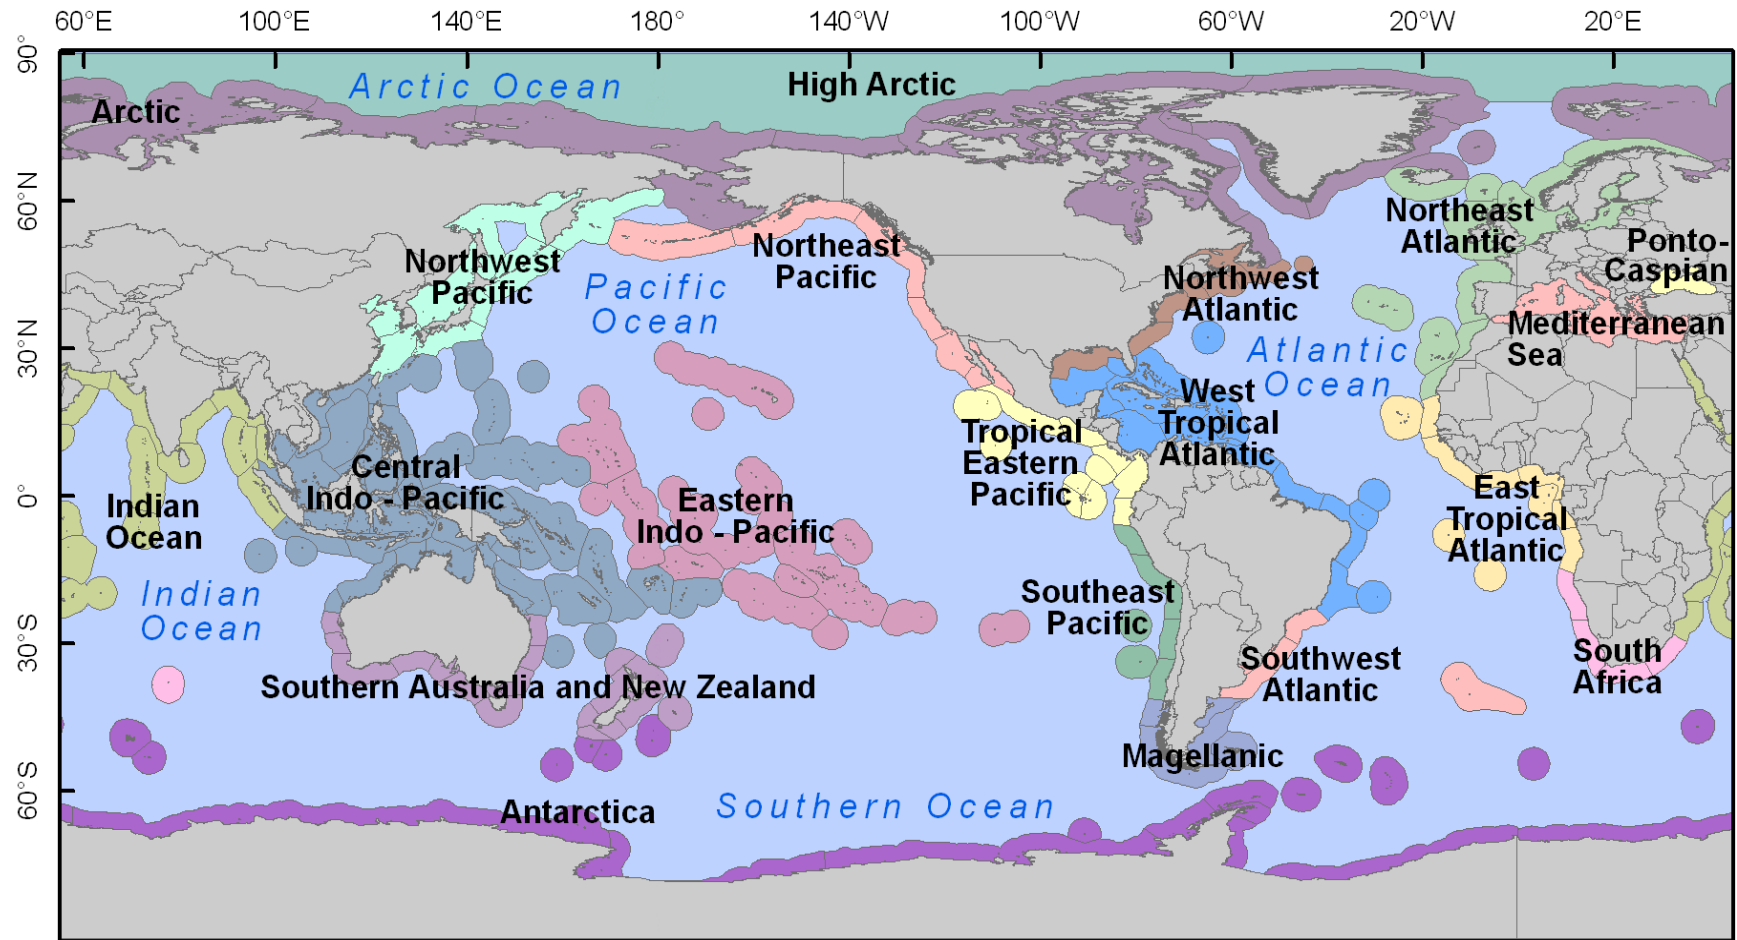 60°E 100°E 140°E 180° 140°W 100°W 60°W 20°W 20°E
90°
60°N
30°N
0°
30°S
60°S
Arctic Ocean
High Arctic
Arctic
Northeast
Atlantic
Ponto-
Caspian
Northwest
Pacific
Northeast
Pacific
Pacific
Ocean
Northwest
Atlantic
Mediterranean
Sea
Atlantic
Ocean
West
Tropical
Atlantic
Tropical
Eastern
Pacific
Central
Indo - Pacific
Eastern
Indo - Pacific
Indian
Ocean
East
Tropical
Atlantic
Indian
Ocean
Southeast
Pacific
Southwest
Atlantic
South
Africa
Southern Australia and New Zealand
Magellanic
Antarctica
Southern Ocean